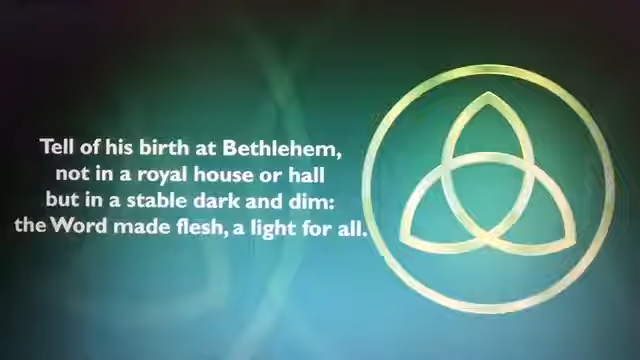 Tell of his birth at Bethlehem,
not in a royal house or hall
but in a stable dark and dim:
the Word made flesh, a light for all.